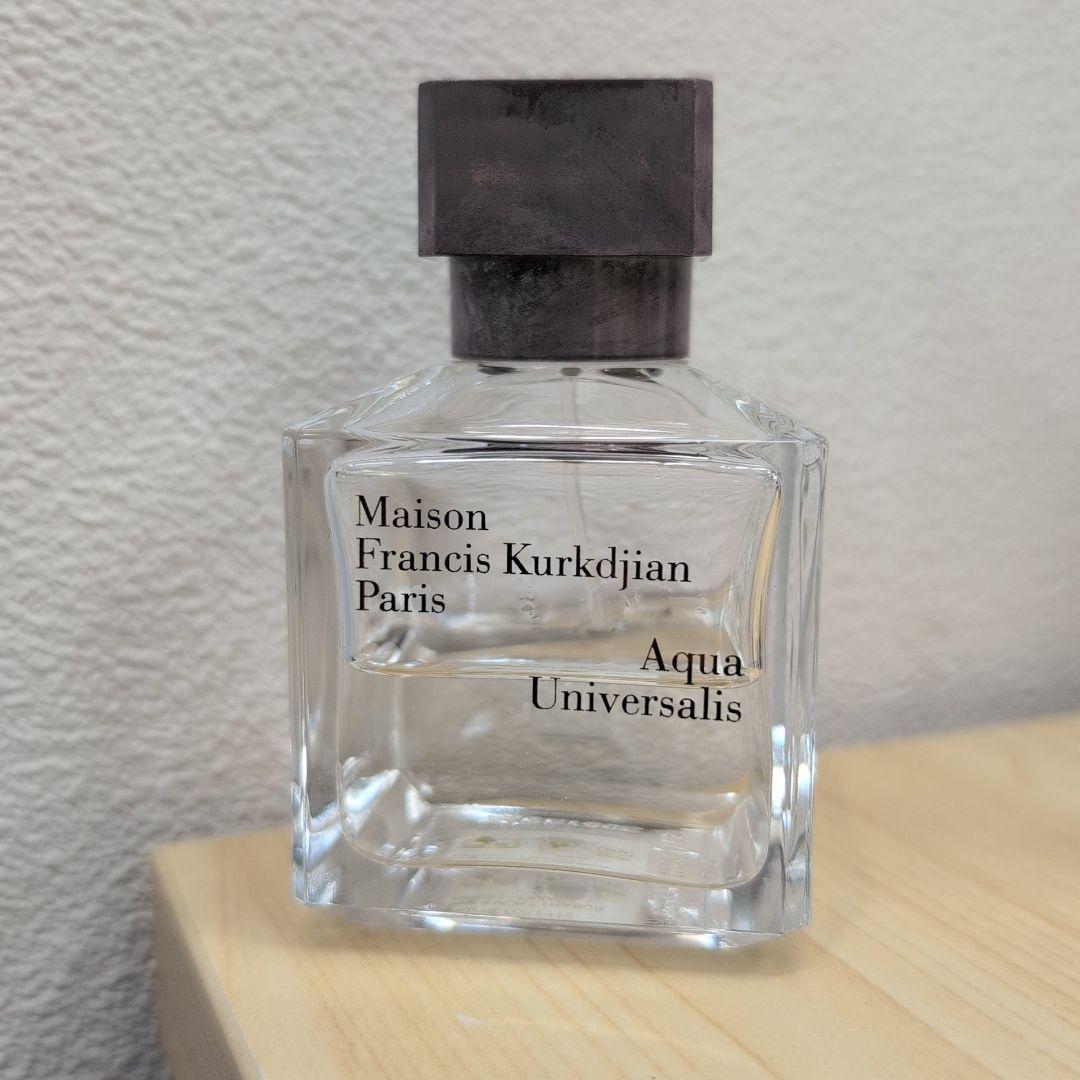 Maison
Francis Kurkdjian
Paris
Aqua
Universalis